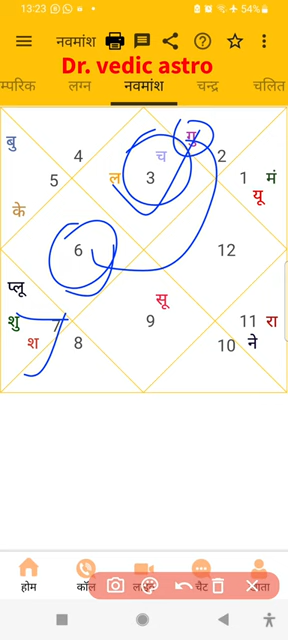 13:23 54%
नवमांश
Dr. vedic astro
म्परिक लग्न नवमांश चन्द्र चलित
बु 4 गु 2
5 ल च 3 1 मं
यू
के
6 12
प्लू सू
शुं 7 9 11 रा
श 8 10 ने
होम कॉल चैट